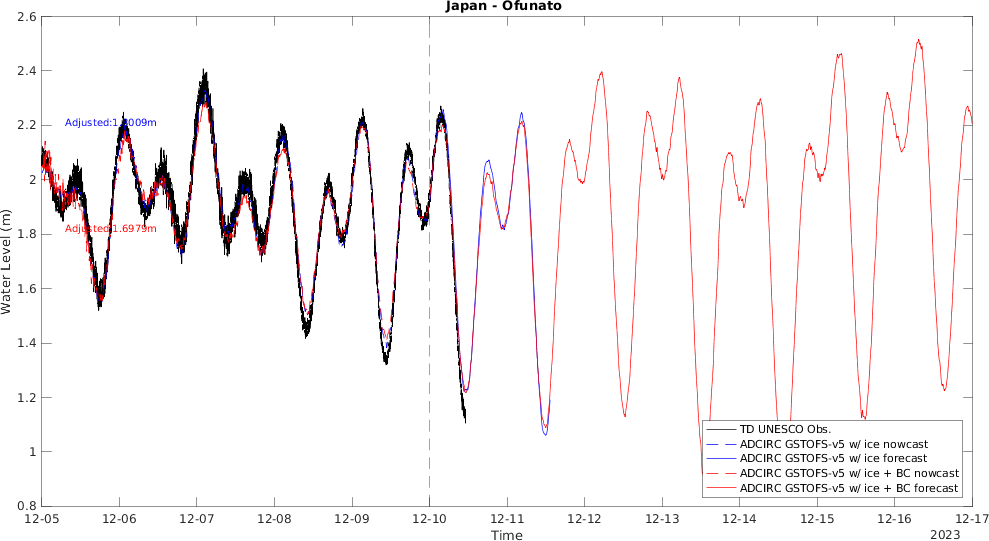 Japan - Ofunato
2.6
2.4
2.2
2
1.8
1.6
1.4
1.2
1
0.8
Water Level (m)
Adjusted:1.6979m
TD UNESCO Obs.
ADCIRC GSTOFS-v5 w/ ice nowcast
ADCIRC GSTOFS-v5 w/ ice forecast
ADCIRC GSTOFS-v5 w/ ice + BC nowcast
ADCIRC GSTOFS-v5 w/ ice + BC forecast
12-05 12-06 12-07 12-08 12-09 12-10 12-11 12-12 12-13 12-14 12-15 12-16 12-17
Time
2023